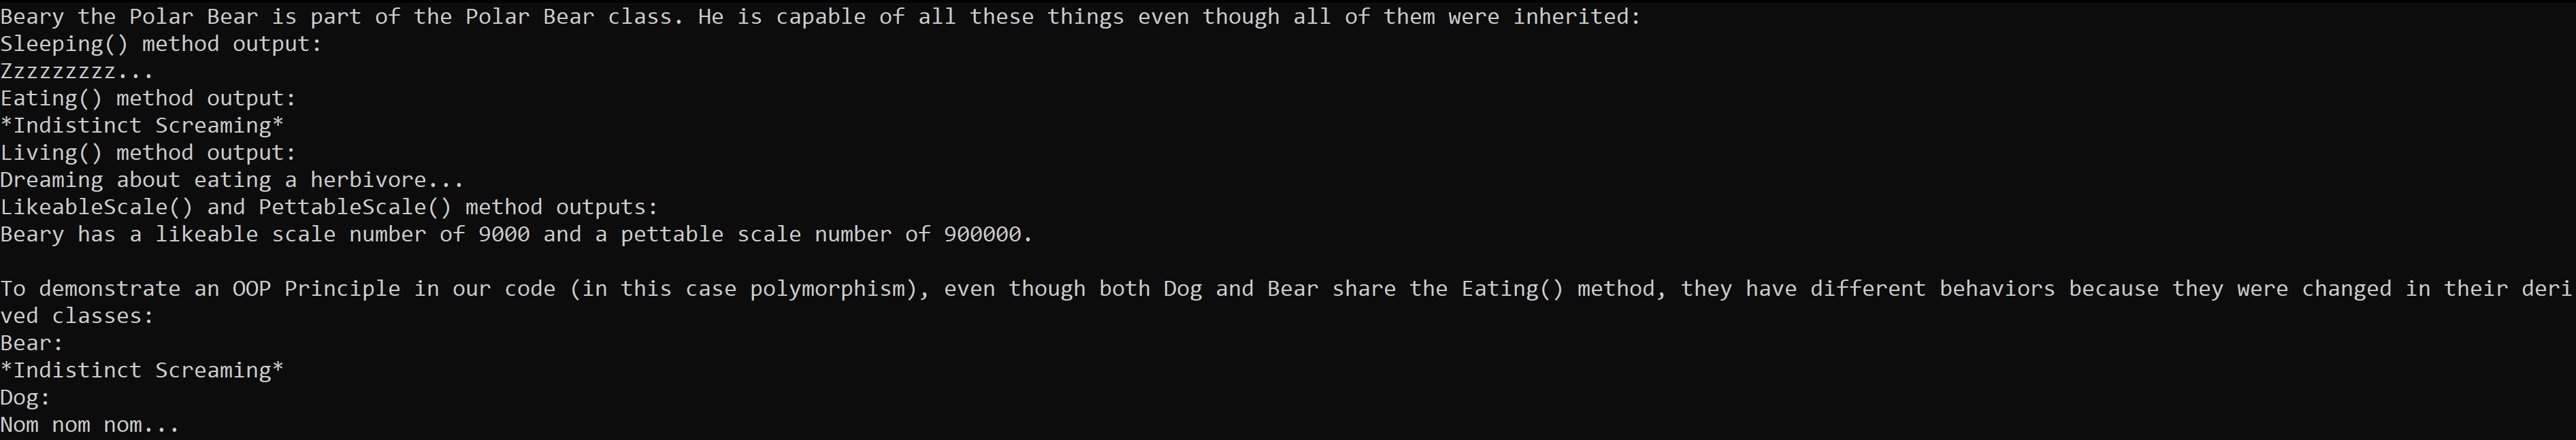 Beary the Polar Bear is part of the Polar Bear class. He is capable of all these things even though all of them were inherited:
Sleeping() method output:
Zzzzzzzzz...
Eating() method output:
*Indistinct Screaming*
Living() method output:
Dreaming about eating a herbivore...
LikeableScale() and PettableScale() method outputs:
Beary has a likeable scale number of 9000 and a pettable scale number of 900000.

To demonstrate an OOP Principle in our code (in this case polymorphism), even though both Dog and Bear share the Eating() method, they have different behaviors because they were changed in their deri
ved classes:
Bear:
*Indistinct Screaming*
Dog:
Nom nom nom...